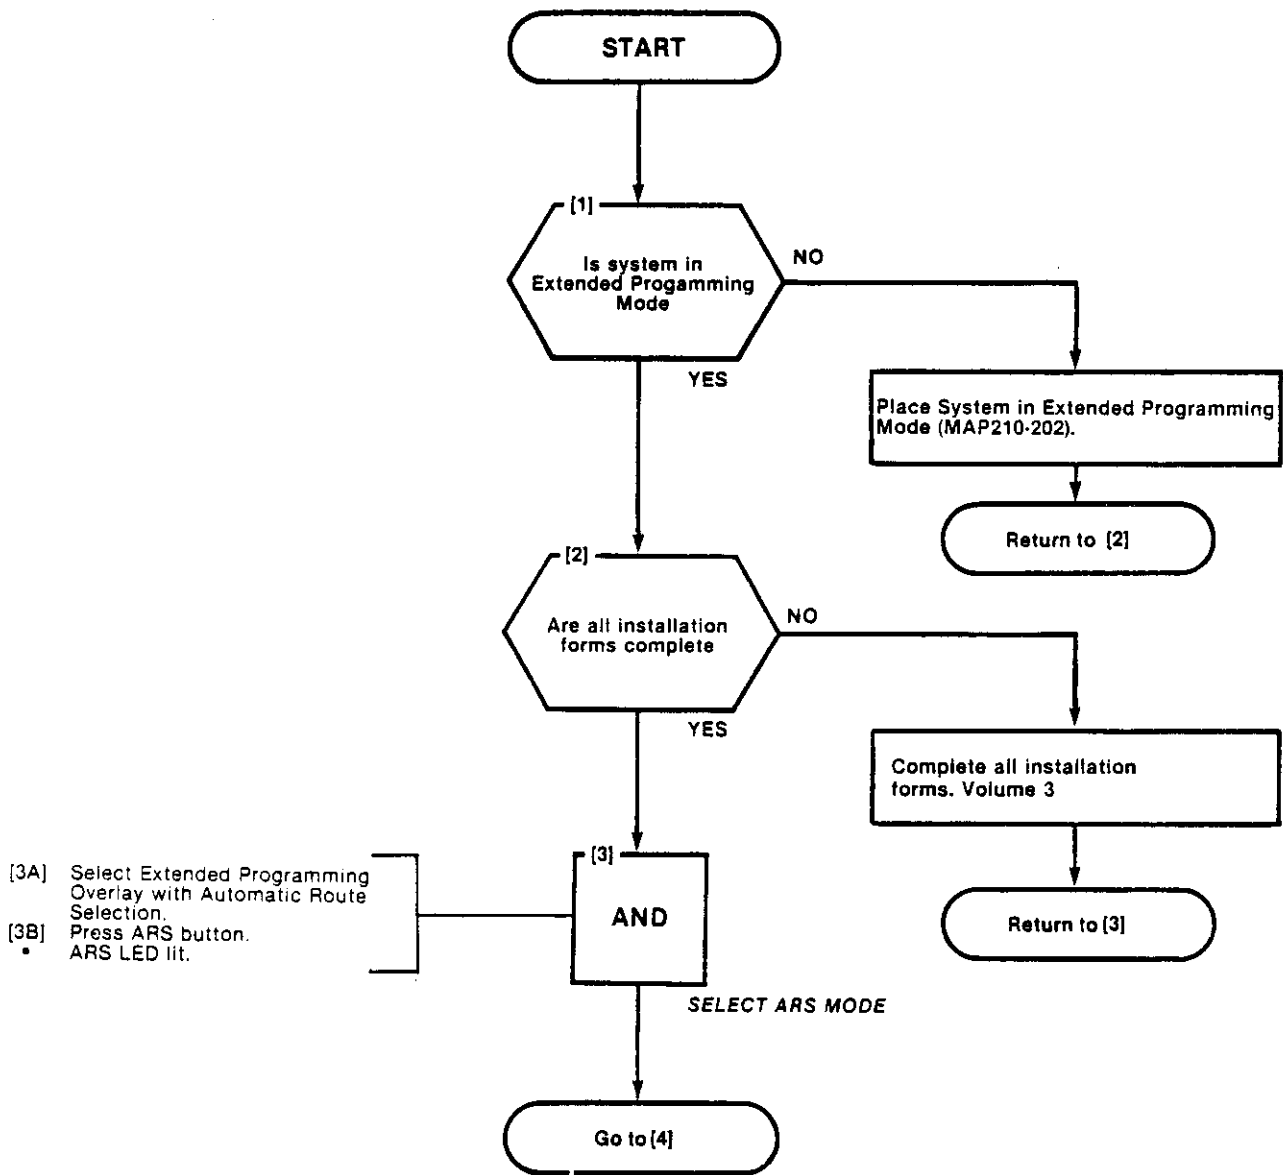 START
[1]
Is system in
Extended Progamming
Mode
NO
YES
Place System in Extended Programming
Mode (MAP210-202).
Return to [2]
[2]
Are all installation
forms complete
NO
YES
Complete all installation
forms. Volume 3
Return to [3]
[3A] Select Extended Programming
Overlay with Automatic Route
Selection.
[3B] Press ARS button.
• ARS LED lit.
[3]
AND
SELECT ARS MODE
Go to [4]